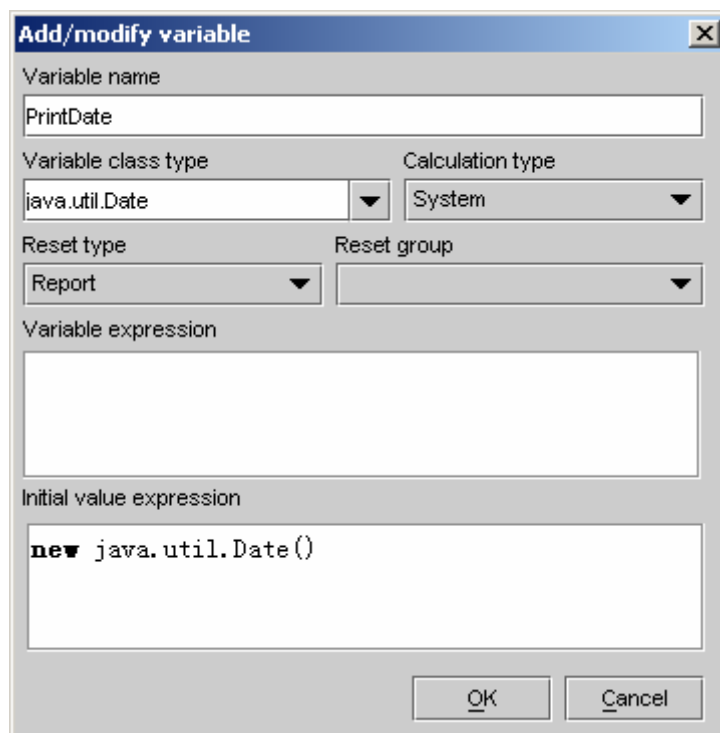 Add/modify variable
Variable name
PrintDate
Variable class type Calculation type
java.util.Date System
Reset type Reset group
Report
Variable expression
Initial value expression
new java.util.Date()
OK Cancel